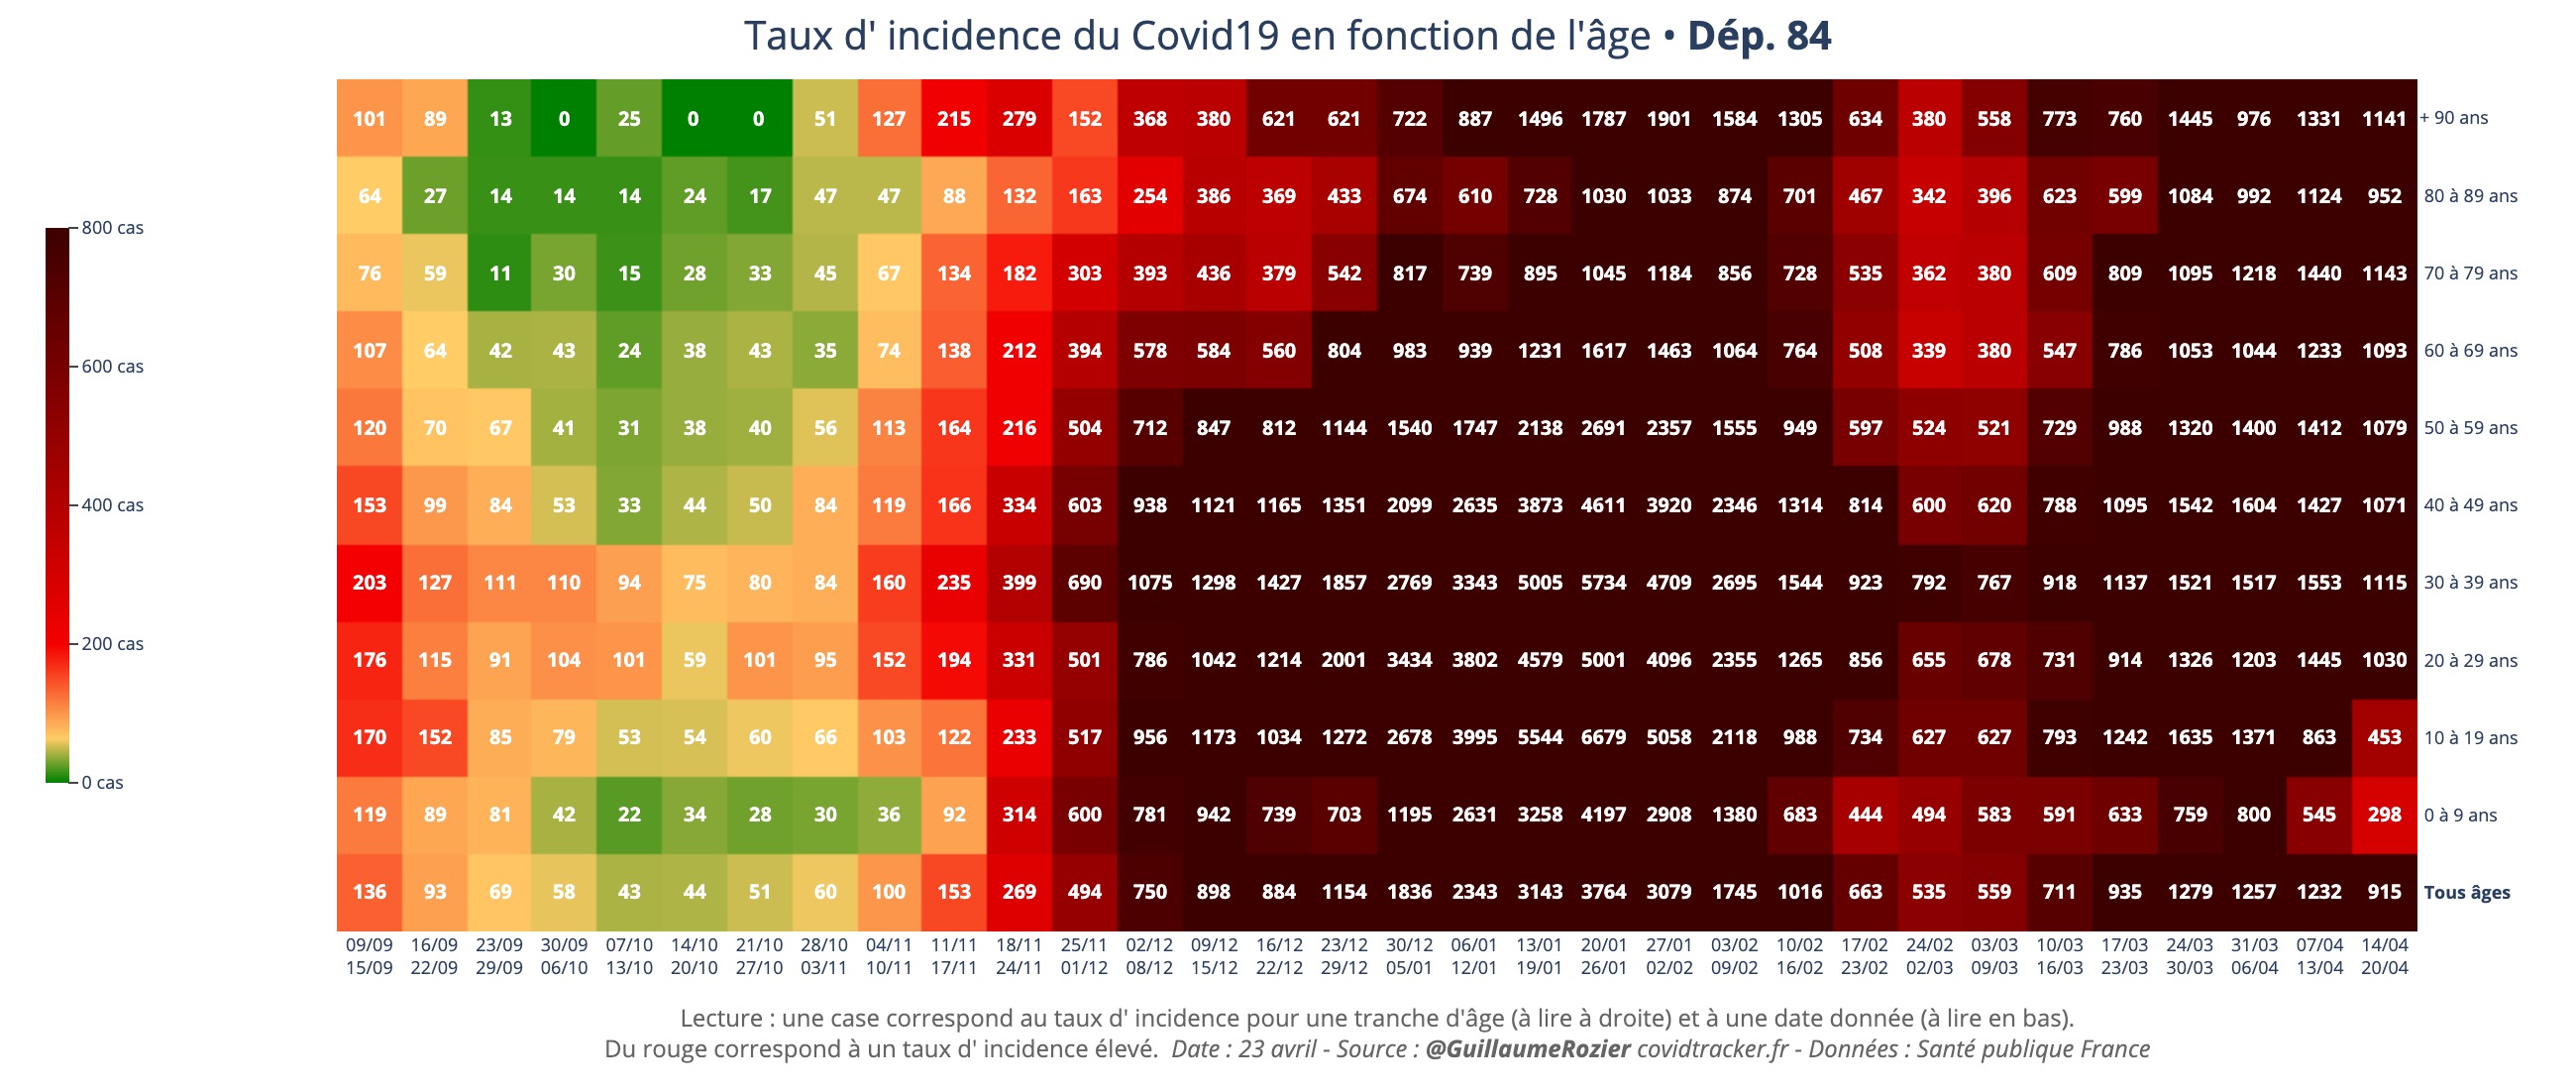 Taux d' incidence du Covid19 en fonction de l'âge • Dép. 84
800 cas
600 cas
400 cas
200 cas
0 cas
101 89 13 0 25 0 0 51 127 215 279 152 368 380 621 621 722 887 1496 1787 1901 1584 1305 634 380 558 773 760 1445 976 1331 1141 + 90 ans
64 27 14 14 14 24 17 47 47 88 132 163 254 386 369 433 674 610 728 1030 1033 874 701 467 342 396 623 599 1084 992 1124 952 80 à 89 ans
76 59 11 30 15 28 33 45 67 134 182 303 393 436 379 542 817 739 895 1045 1184 856 728 535 362 380 609 809 1095 1218 1440 1143 70 à 79 ans
107 64 42 43 24 38 43 35 74 138 212 394 578 584 560 804 983 939 1231 1617 1463 1064 764 508 339 380 547 786 1053 1044 1233 1093 60 à 69 ans
120 70 67 41 31 38 40 56 113 164 216 504 712 847 812 1144 1540 1747 2138 2691 2357 1555 949 597 524 521 729 988 1320 1400 1412 1079 50 à 59 ans
153 99 84 53 33 44 50 84 119 166 334 603 938 1121 1165 1351 2099 2635 3873 4611 3920 2346 1314 814 600 620 788 1095 1542 1604 1427 1071 40 à 49 ans
203 127 111 110 94 75 80 84 160 235 399 690 1075 1298 1427 1857 2769 3343 5005 5734 4709 2695 1544 923 792 767 918 1137 1521 1517 1553 1115 30 à 39 ans
176 115 91 104 101 59 101 95 152 194 331 501 786 1042 1214 2001 3434 3802 4579 5001 4096 2355 1265 856 655 678 731 914 1326 1203 1445 1030 20 à 29 ans
170 152 85 79 53 54 60 66 103 122 233 517 956 1173 1034 1272 2678 3995 5544 6679 5058 2118 988 734 627 627 793 1242 1635 1371 863 453 10 à 19 ans
119 89 81 42 22 34 28 30 36 92 314 600 781 942 739 703 1195 2631 3258 4197 2908 1380 683 444 494 583 591 633 759 800 545 298 0 à 9 ans
136 93 69 58 43 44 51 60 100 153 269 494 750 898 884 1154 1836 2343 3143 3764 3079 1745 1016 663 535 559 711 935 1279 1257 1232 915 Tous âges
09/09 16/09 23/09 30/09 07/10 14/10 21/10 28/10 04/11 11/11 18/11 25/11 02/12 09/12 16/12 23/12 30/12 06/01 13/01 20/01 27/01 03/02 10/02 17/02 24/02 03/03 10/03 17/03 24/03 31/03 07/04 14/04
15/09 22/09 29/09 06/10 13/10 20/10 27/10 03/11 10/11 17/11 24/11 01/12 08/12 15/12 22/12 29/12 05/01 12/01 19/01 26/01 02/02 09/02 16/02 23/02 02/03 09/03 16/03 23/03 30/03 06/04 13/04 20/04
Lecture : une case correspond au taux d' incidence pour une tranche d'âge (à lire à droite) et à une date donnée (à lire en bas).
Du rouge correspond à un taux d' incidence élevé. Date : 23 avril - Source : @GuillaumeRozier covidtracker.fr - Données : Santé publique France